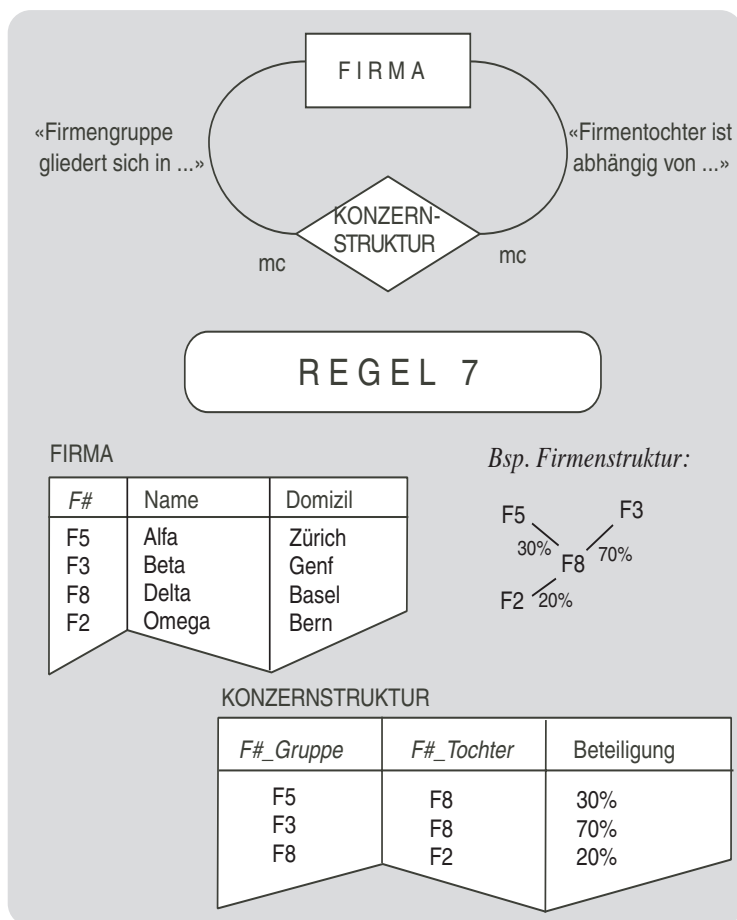 FIRMA
«Firmengruppe
gliedert sich in ...»
«Firmentochter ist
abhängig von ...»
KONZERN-
STRUKTUR
mc
mc
REGEL 7
FIRMA
F# Name Domizil
F5 Alfa Zürich
F3 Beta Genf
F8 Delta Basel
F2 Omega Bern
Bsp. Firmenstruktur:
F5 F3
30% F8 70%
F2 20%
KONZERNSTRUKTUR
F#_Gruppe F#_Tochter Beteiligung
F5 F8 30%
F3 F8 70%
F8 F2 20%